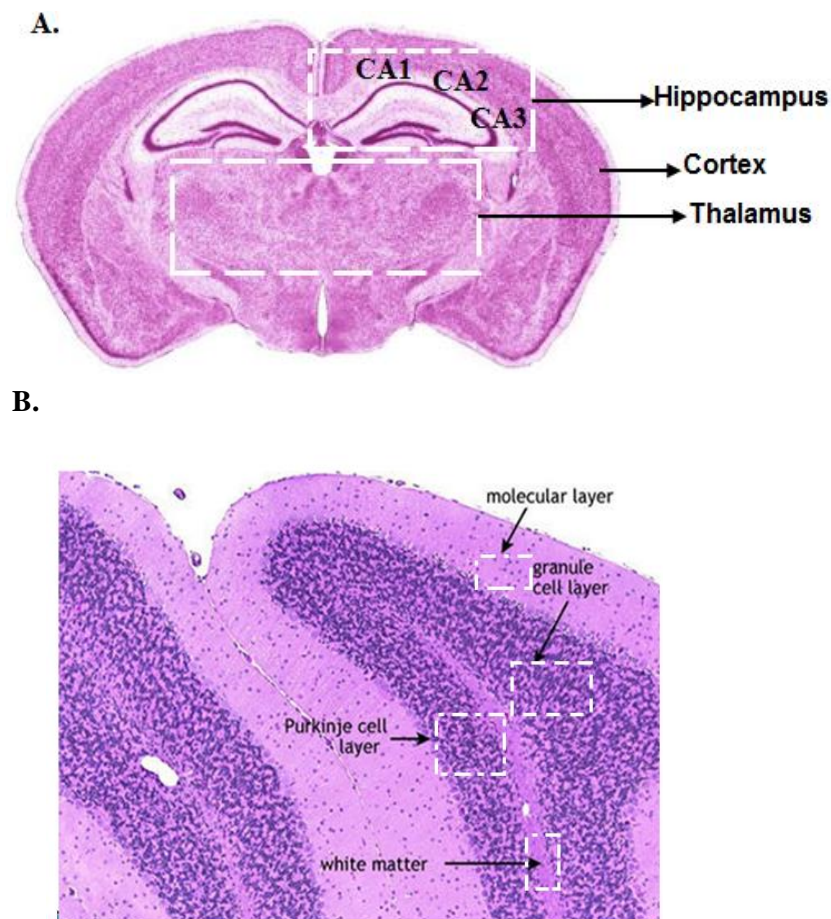 A.
CA1
CA2
CA3
Hippocampus
Cortex
Thalamus
B.
molecular layer
granule
cell layer
Purkinje cell
layer
white matter